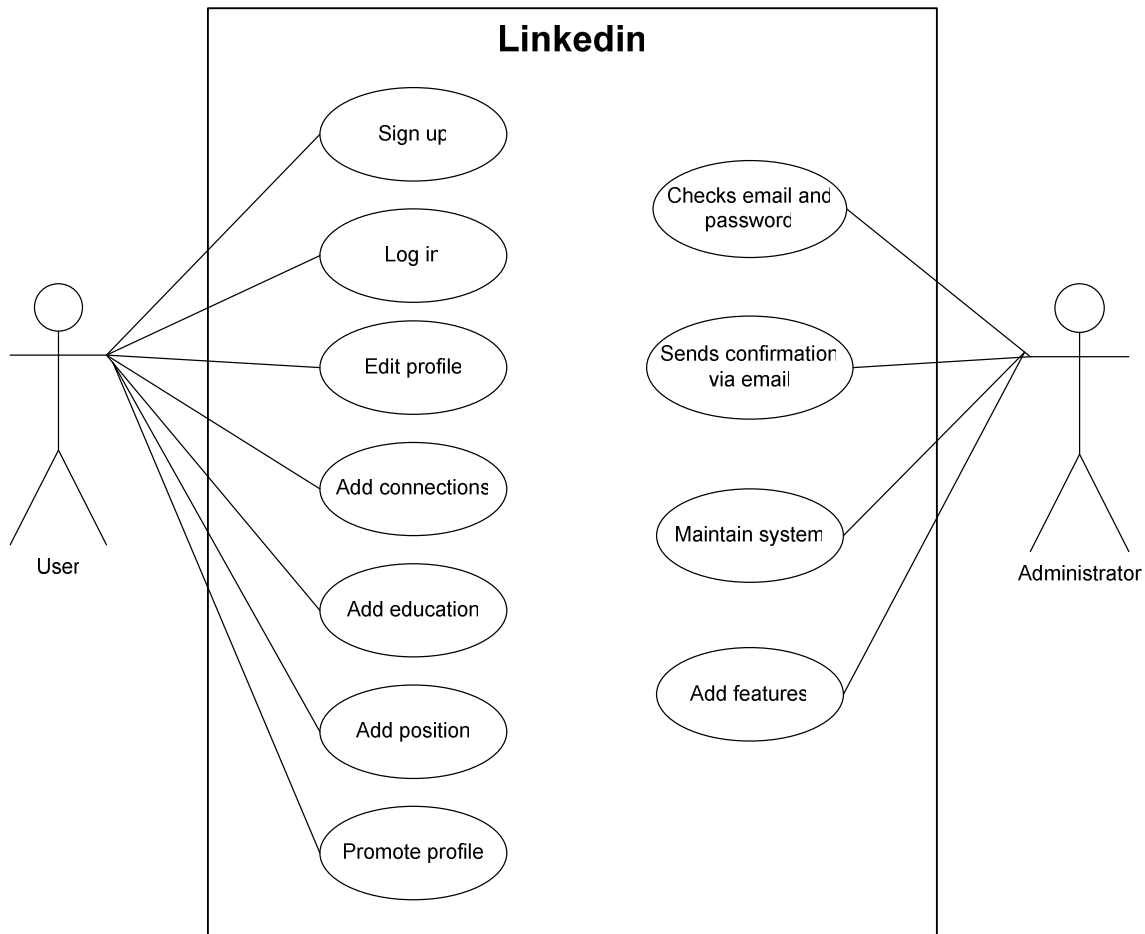 Linkedin
Sign up
Log in
Edit profile
Add connections
Add education
Add position
Promote profile
Checks email and
password
Sends confirmation
via email
Maintain system
Add features
User
Administrator